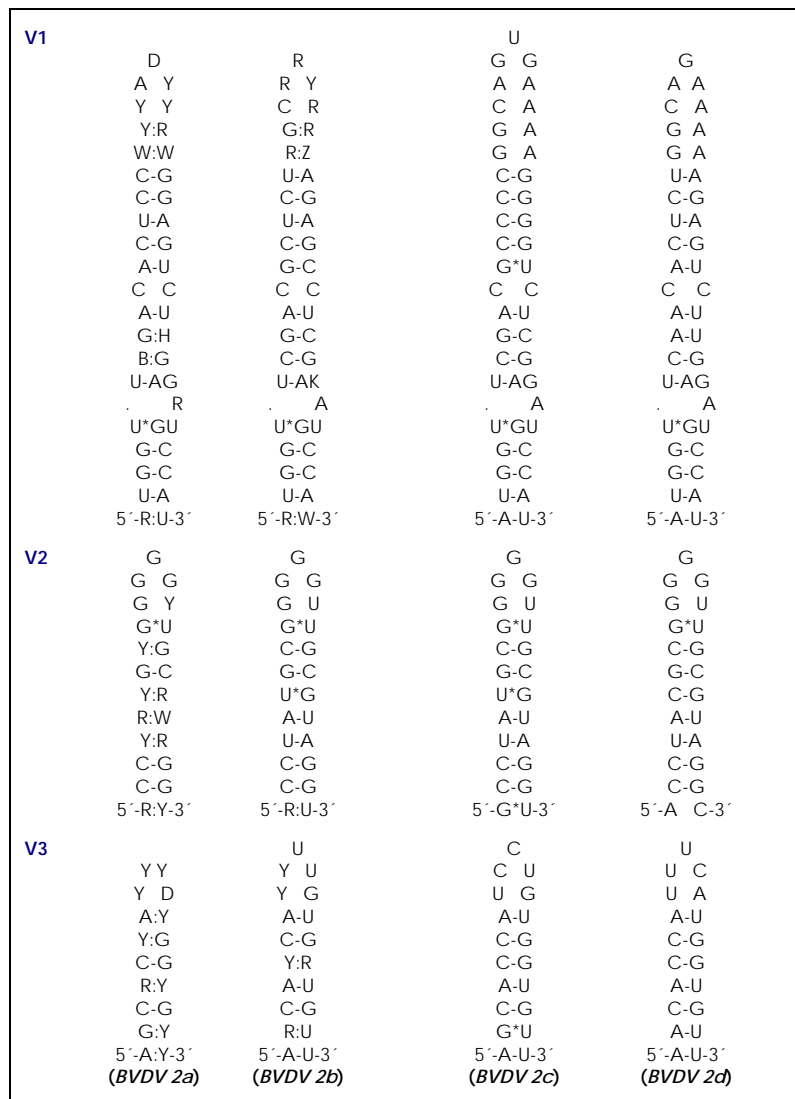 V1 U
D R G G G
A Y R Y A A A A
Y Y C R C A C A
Y:R G:R G A G A
W:W R:Z G A G A
C-G U-A C-G U-A
C-G C-G C-G C-G
U-A U-A C-G U-A
C-G C-G C-G C-G
A-U G-C G*U A-U
C C C C C C C C
A-U A-U A-U A-U
G:H G-C G-C A-U
B:G C-G C-G C-G
U-AG U-AK U-AG U-AG
. R . A . A . A
U*GU U*GU U*GU U*GU
G-C G-C G-C G-C
G-C G-C G-C G-C
U-A U-A U-A U-A
5´-R:U-3´ 5´-R:W-3´ 5´-A-U-3´ 5´-A-U-3´
V2 G G G G
G G G G G G G G
G Y G U G U G U
G*U G*U G*U G*U
Y:G C-G C-G C-G
G-C G-C G-C G-C
Y:R U*G U*G C-G
R:W A-U A-U A-U
Y:R U-A U-A U-A
C-G C-G C-G C-G
C-G C-G C-G C-G
5´-R:Y-3´ 5´-R:U-3´ 5´-G*U-3´ 5´-A C-3´
V3 U C U
Y Y Y U C U U C
Y D Y G U G U A
A:Y A-U A-U A-U
Y:G C-G C-G C-G
C-G Y:R C-G C-G
R:Y A-U A-U A-U
C-G C-G C-G C-G
G:Y R:U G*U A-U
5´-A:Y-3´ 5´-A-U-3´ 5´-A-U-3´ 5´-A-U-3´
(BVDV 2a) (BVDV 2b) (BVDV 2c) (BVDV 2d)